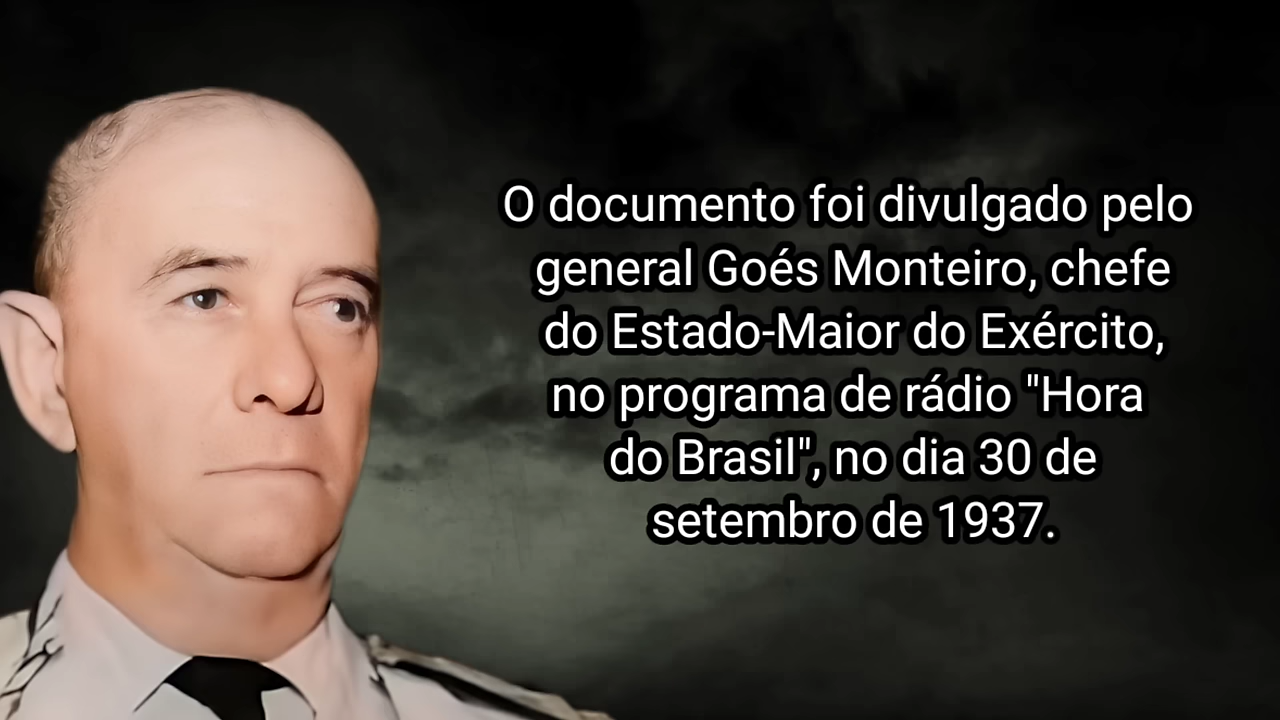 O documento foi divulgado pelo
general Goés Monteiro, chefe
do Estado-Maior do Exército,
no programa de rádio "Hora
do Brasil", no dia 30 de
setembro de 1937.